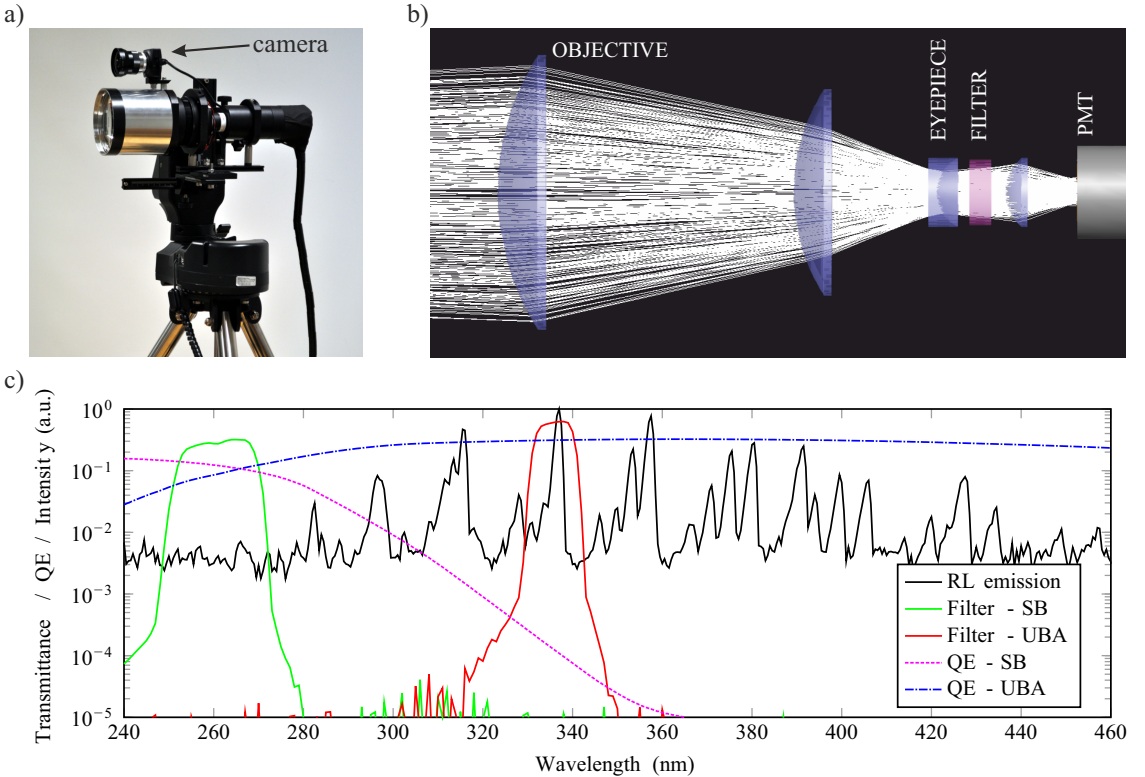 a)
camera
b)
OBJECTIVE
EYEPIECE
FILTER
PMT
c)
Transmittance / QE / Intensity (a.u.)
10^0
10^-1
10^-2
10^-3
10^-4
10^-5
240 260 280 300 320 340 360 380 400 420 440 460
Wavelength (nm)
RL emission
Filter - SB
Filter - UBA
QE - SB
QE - UBA